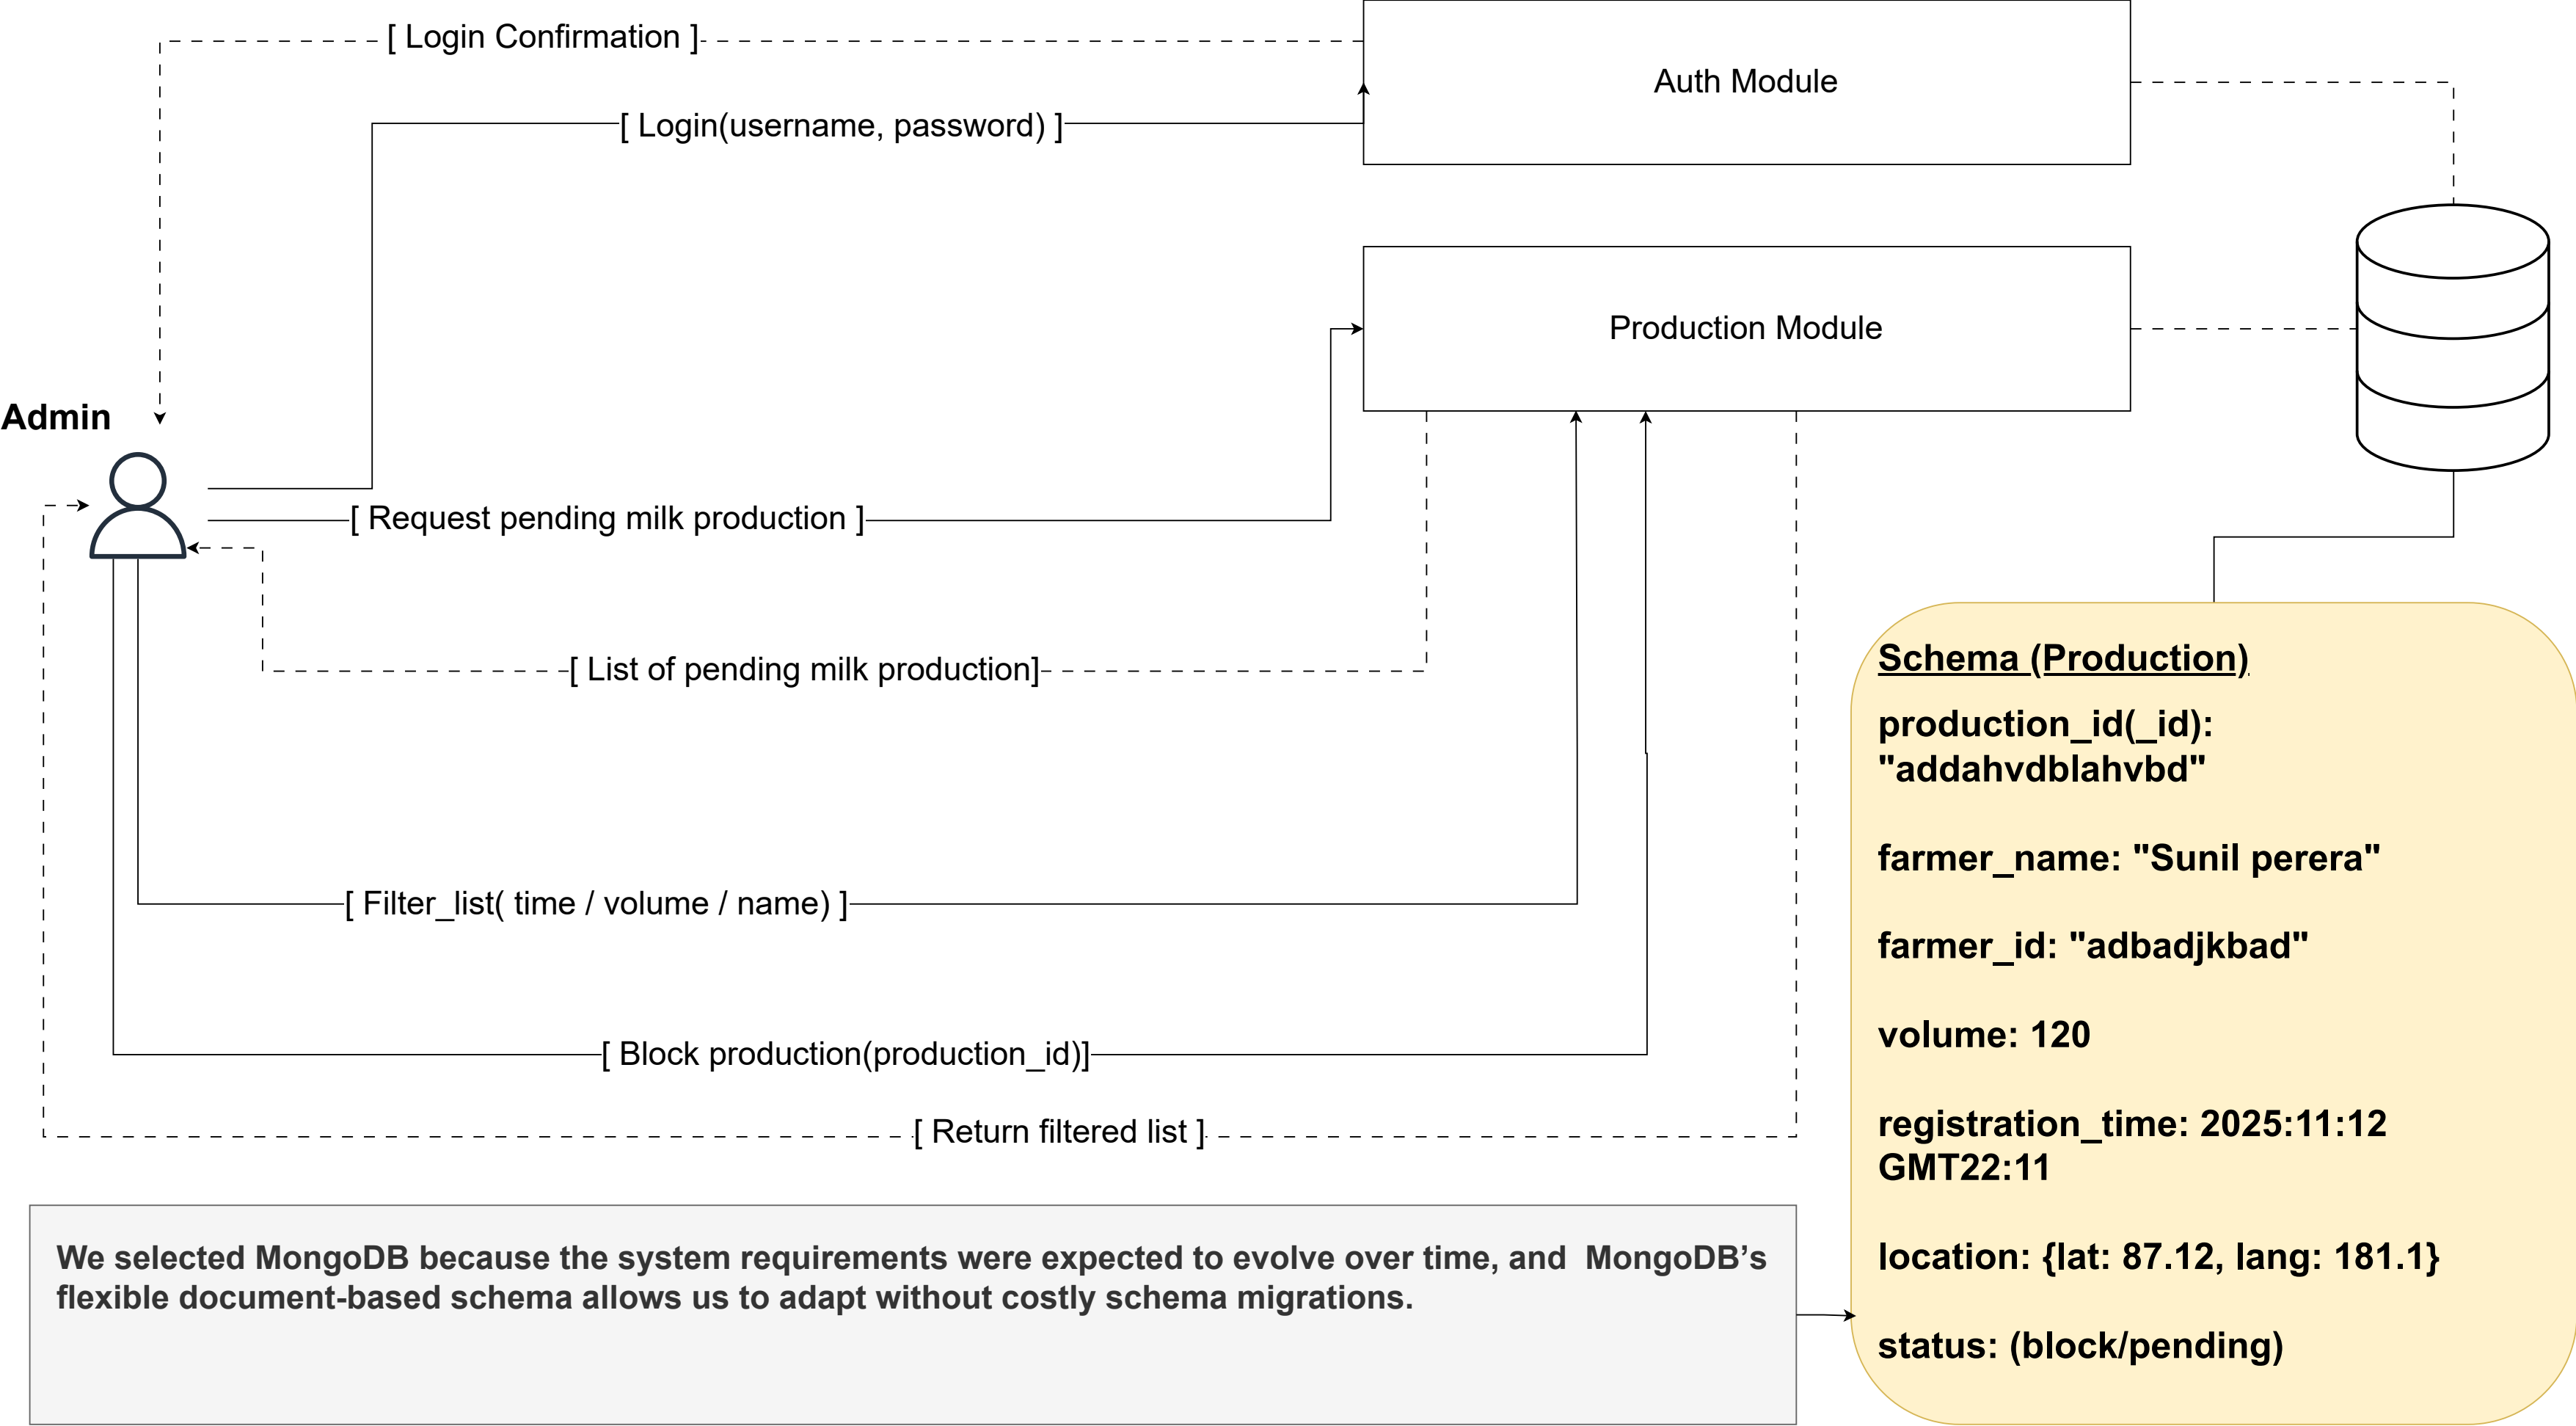 [ Login Confirmation ]
Auth Module
[ Login(username, password) ]
Production Module
Admin
[ Request pending milk production ]
[ List of pending milk production]
[ Filter_list( time / volume / name) ]
[ Block production(production_id)]
[ Return filtered list ]
Schema (Production)
production_id(_id):
"addahvdblahvbd"
farmer_name: "Sunil perera"
farmer_id: "adbadjkbad"
volume: 120
registration_time: 2025:11:12
GMT22:11
location: {lat: 87.12, lang: 181.1}
status: (block/pending)
We selected MongoDB because the system requirements were expected to evolve over time, and  MongoDB’s
flexible document-based schema allows us to adapt without costly schema migrations.